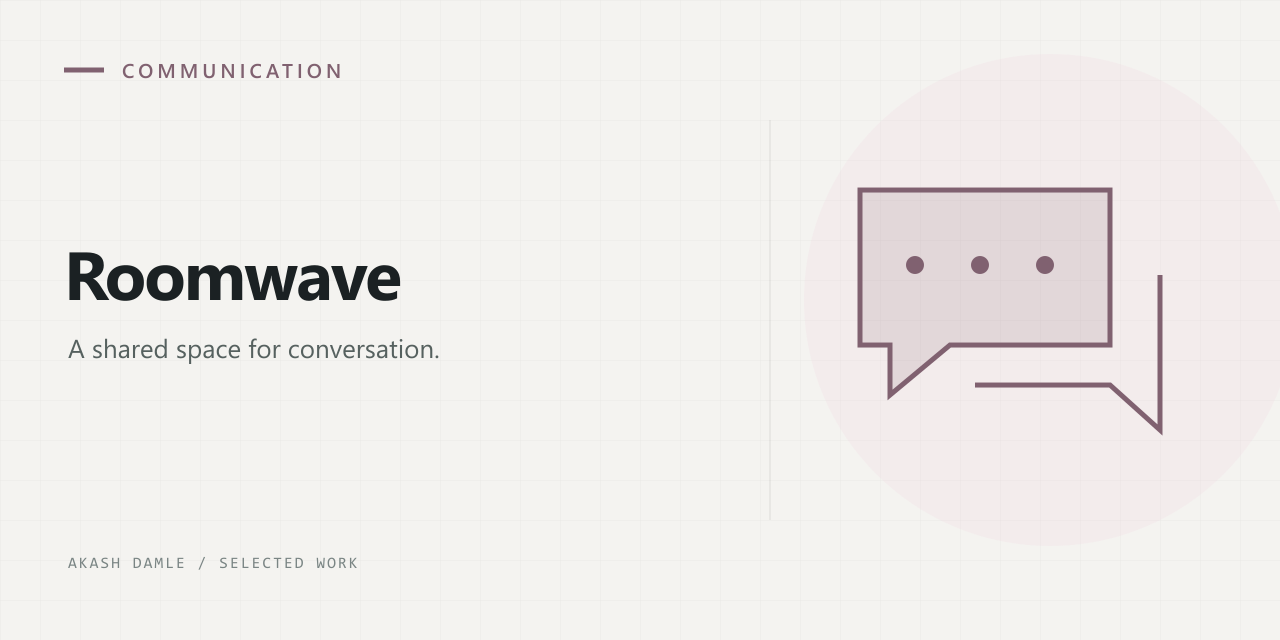 COMMUNICATION
Roomwave
A shared space for conversation.
AKASH DAMLE / SELECTED WORK